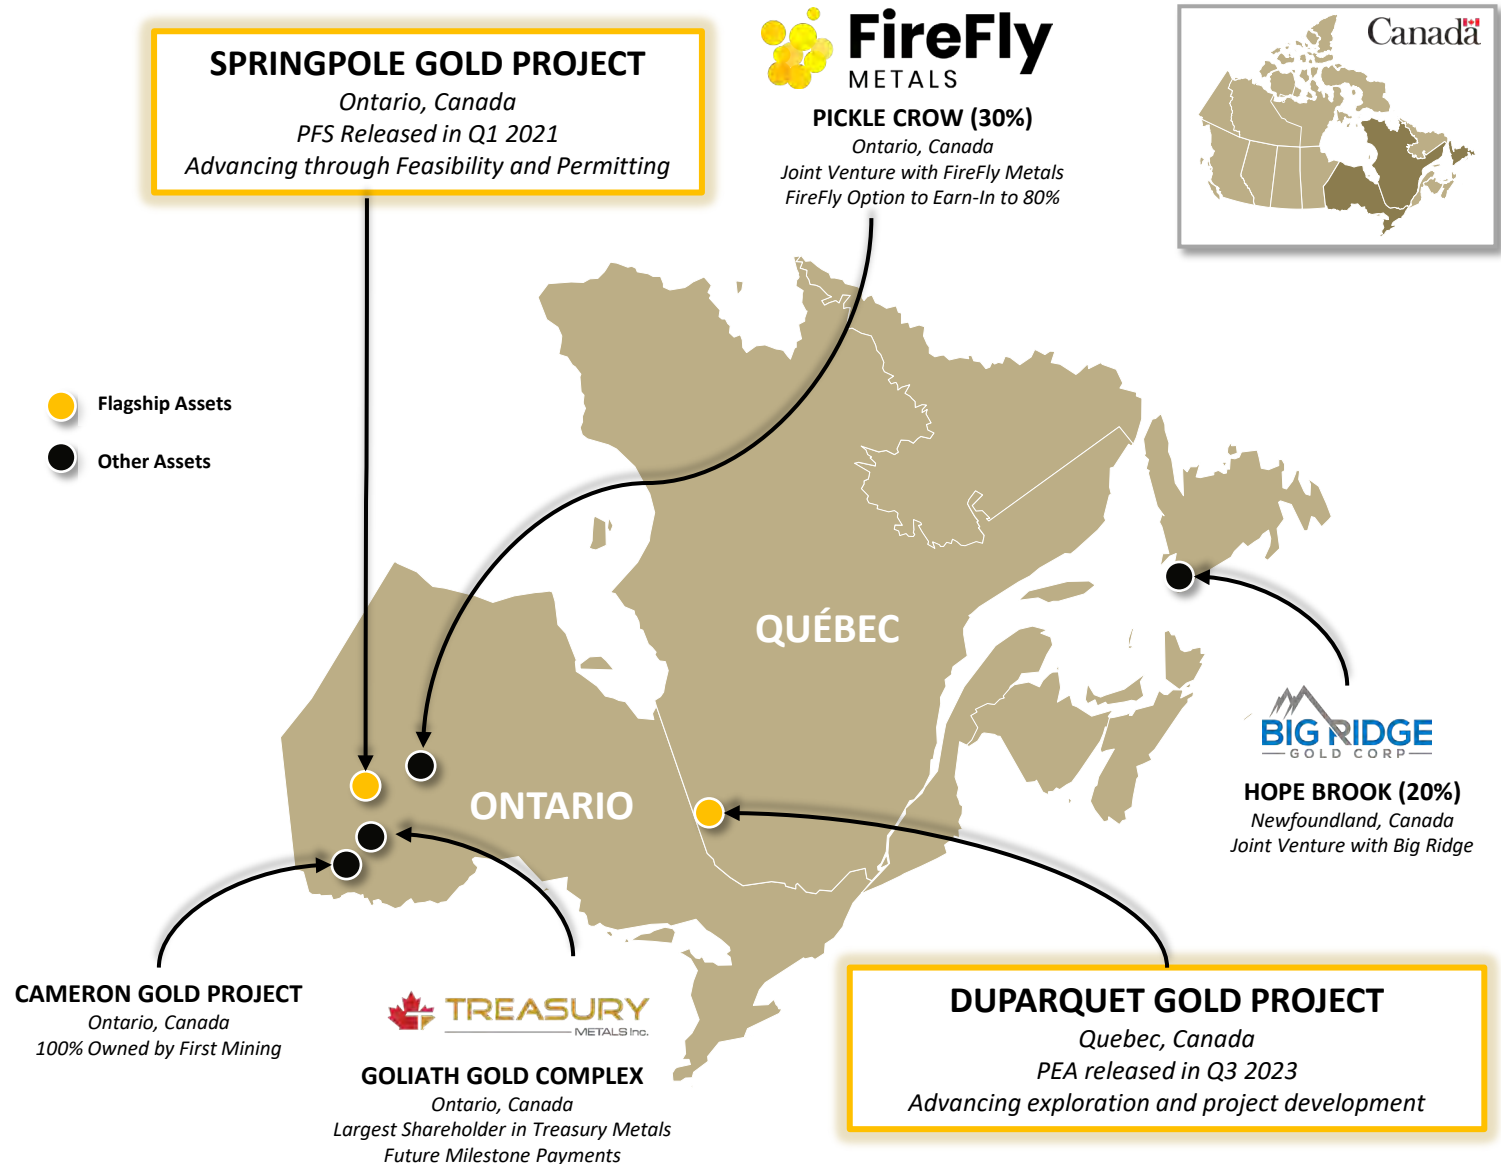 SPRINGPOLE GOLD PROJECT
Ontario, Canada
PFS Released in Q1 2021
Advancing through Feasibility and Permitting
FireFly
METALS
PICKLE CROW (30%)
Ontario, Canada
Joint Venture with FireFly Metals
FireFly Option to Earn-In to 80%
Canada
Flagship Assets
Other Assets
QUÉBEC
ONTARIO
BIG RIDGE
GOLD CORP
HOPE BROOK (20%)
Newfoundland, Canada
Joint Venture with Big Ridge
CAMERON GOLD PROJECT
Ontario, Canada
100% Owned by First Mining
TREASURY
METALS Inc.
GOLIATH GOLD COMPLEX
Ontario, Canada
Largest Shareholder in Treasury Metals
Future Milestone Payments
DUPARQUET GOLD PROJECT
Quebec, Canada
PEA released in Q3 2023
Advancing exploration and project development